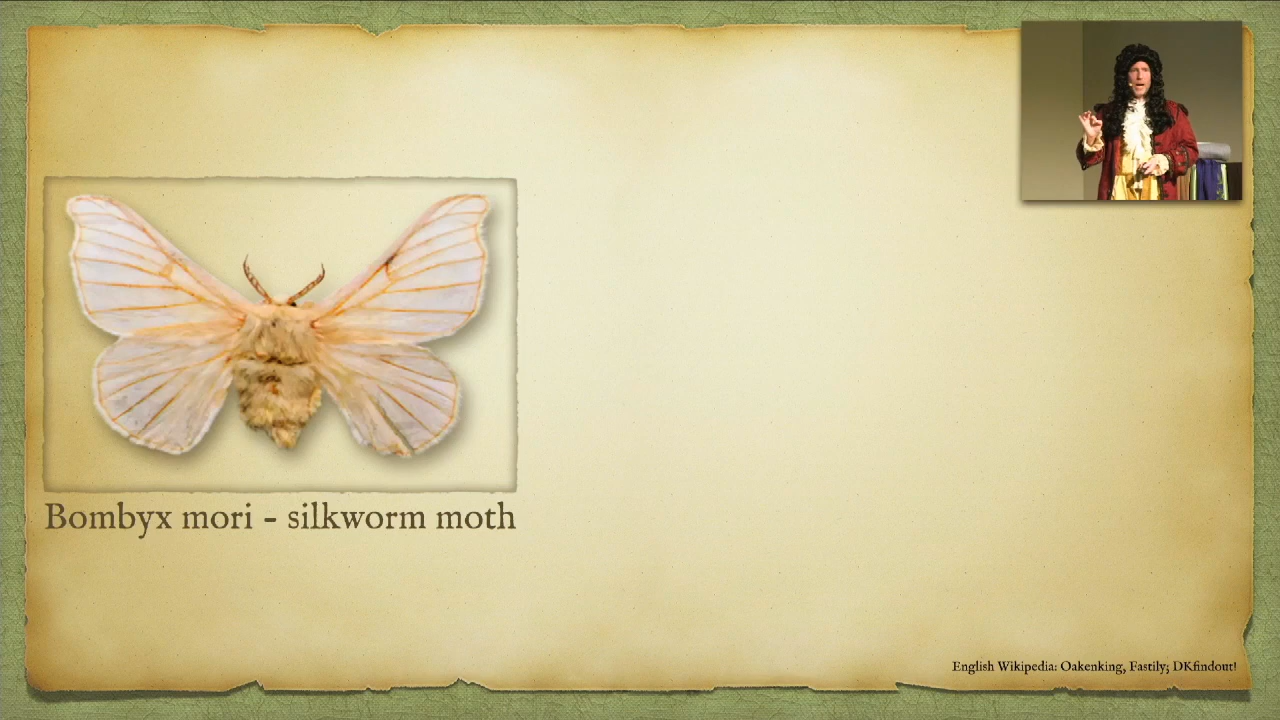 Bombyx mori - silkworm moth
English Wikipedia: Oakenking, Fastily; DKfindout!